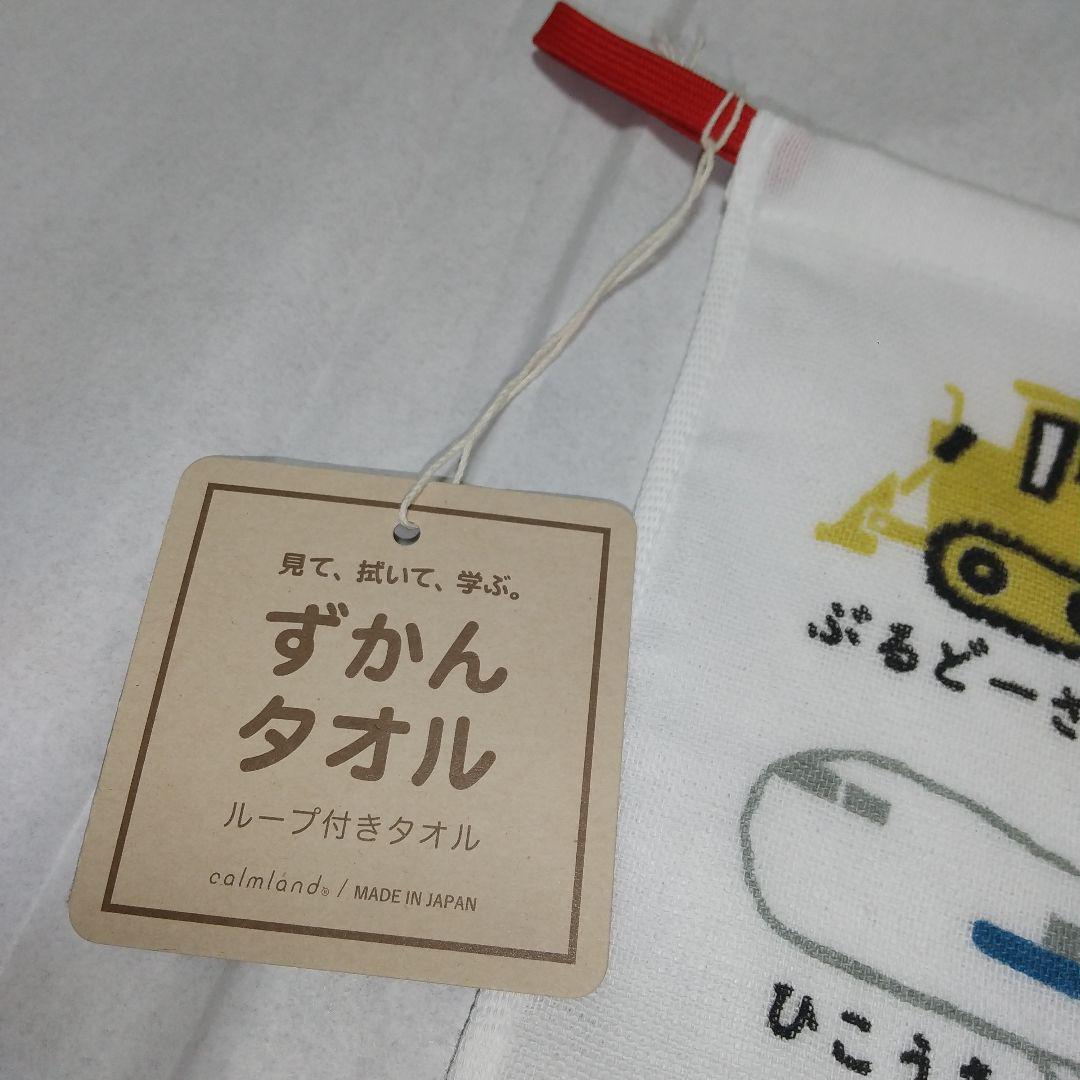 見て、拭いて、学ぶ。
ずかん
タオル
ループ付きタオル
calmland® / MADE IN JAPAN
ぶるどーざ
ひこう